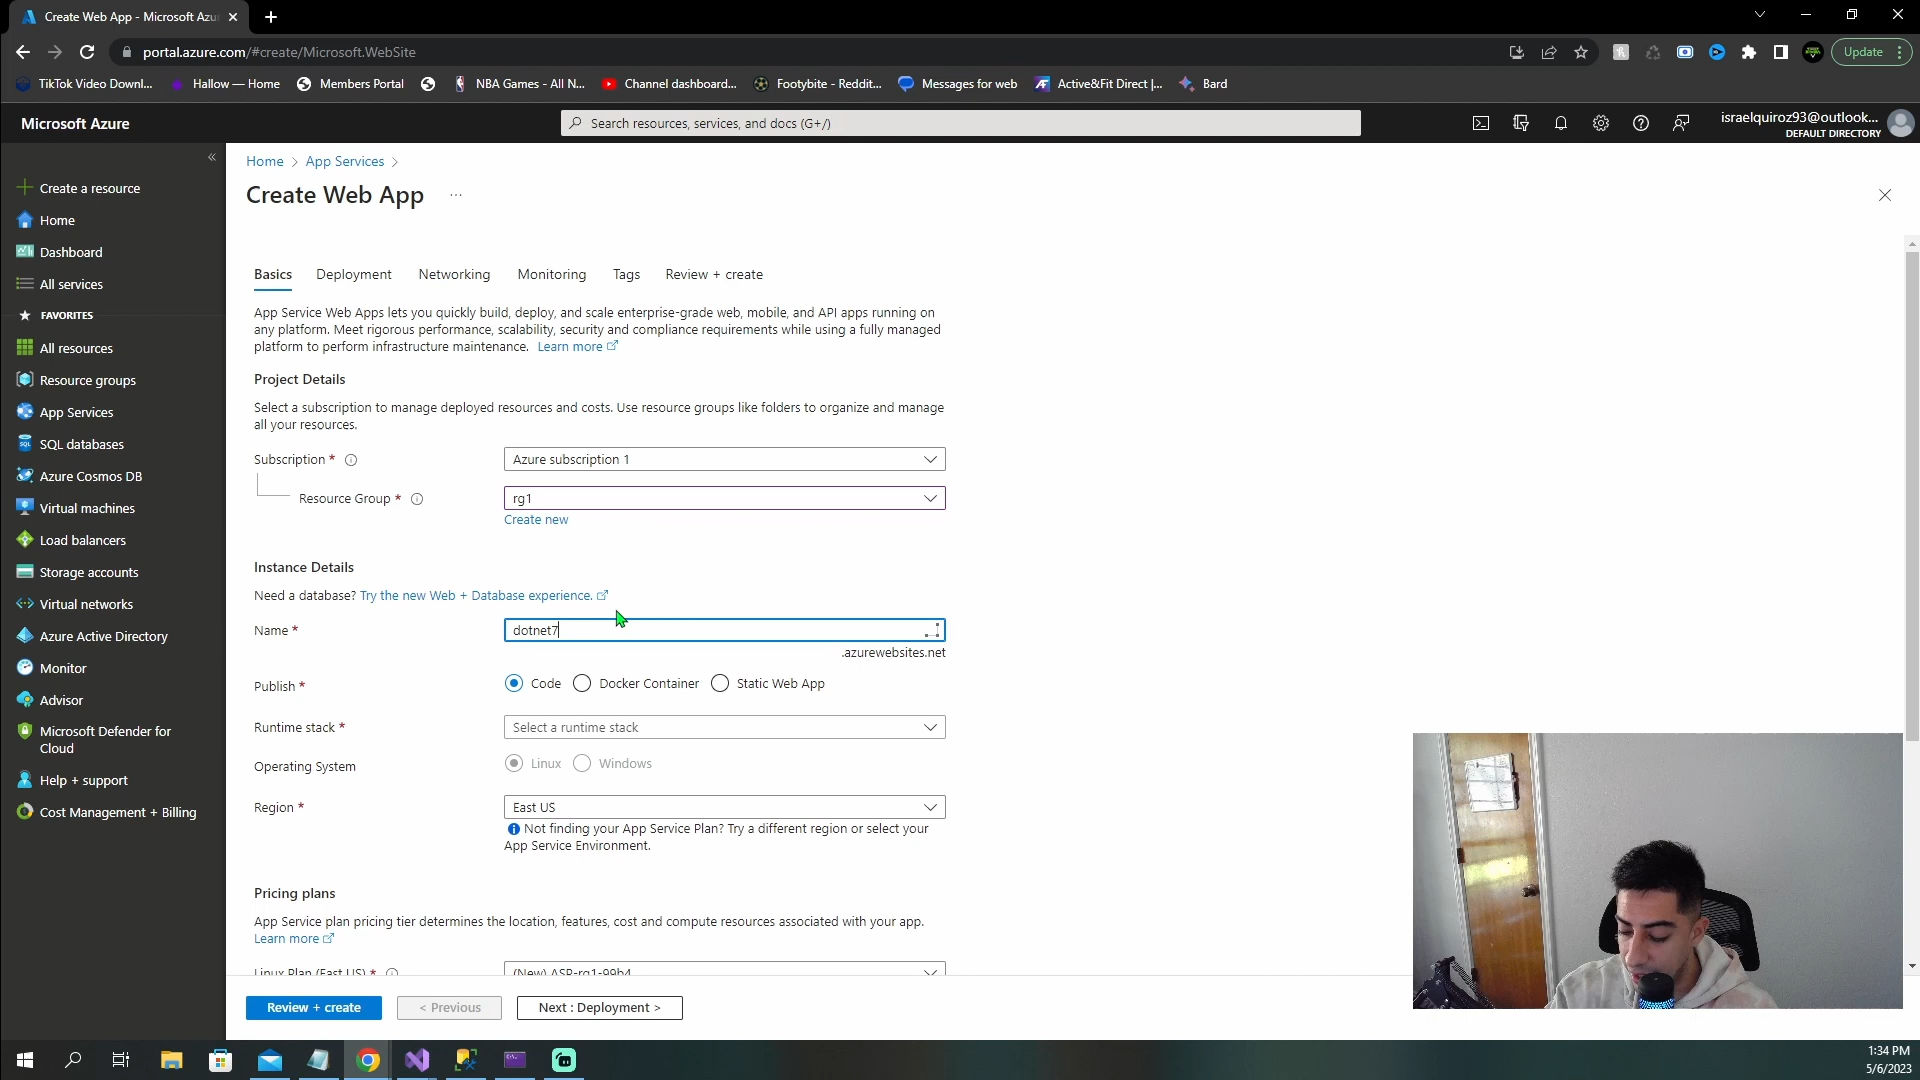 Create Web App - Microsoft Azu
portal.azure.com/#create/Microsoft.WebSite
Update
TikTok Video Downl...
Hallow — Home
Members Portal
NBA Games - All N...
Channel dashboard...
Footybite - Reddit...
Messages for web
Active&Fit Direct |...
Bard
Microsoft Azure
Search resources, services, and docs (G+/)
israelquiroz93@outlook...
DEFAULT DIRECTORY
Create a resource
Home
Dashboard
All services
FAVORITES
All resources
Resource groups
App Services
SQL databases
Azure Cosmos DB
Virtual machines
Load balancers
Storage accounts
Virtual networks
Azure Active Directory
Monitor
Advisor
Microsoft Defender for
Cloud
Help + support
Cost Management + Billing
Home > App Services >
Create Web App ...
Basics Deployment Networking Monitoring Tags Review + create
App Service Web Apps lets you quickly build, deploy, and scale enterprise-grade web, mobile, and API apps running on
any platform. Meet rigorous performance, scalability, security and compliance requirements while using a fully managed
platform to perform infrastructure maintenance. Learn more
Project Details
Select a subscription to manage deployed resources and costs. Use resource groups like folders to organize and manage
all your resources.
Subscription * Azure subscription 1
Resource Group * rg1
Create new
Instance Details
Need a database? Try the new Web + Database experience.
Name * dotnet7
.azurewebsites.net
Publish * Code Docker Container Static Web App
Runtime stack * Select a runtime stack
Operating System Linux Windows
Region * East US
Not finding your App Service Plan? Try a different region or select your
App Service Environment.
Pricing plans
App Service plan pricing tier determines the location, features, cost and compute resources associated with your app.
Learn more
Linux Plan (East US) * (New) ASP-rg1-99b4
Review + create < Previous Next : Deployment >
1:34 PM
5/6/2023